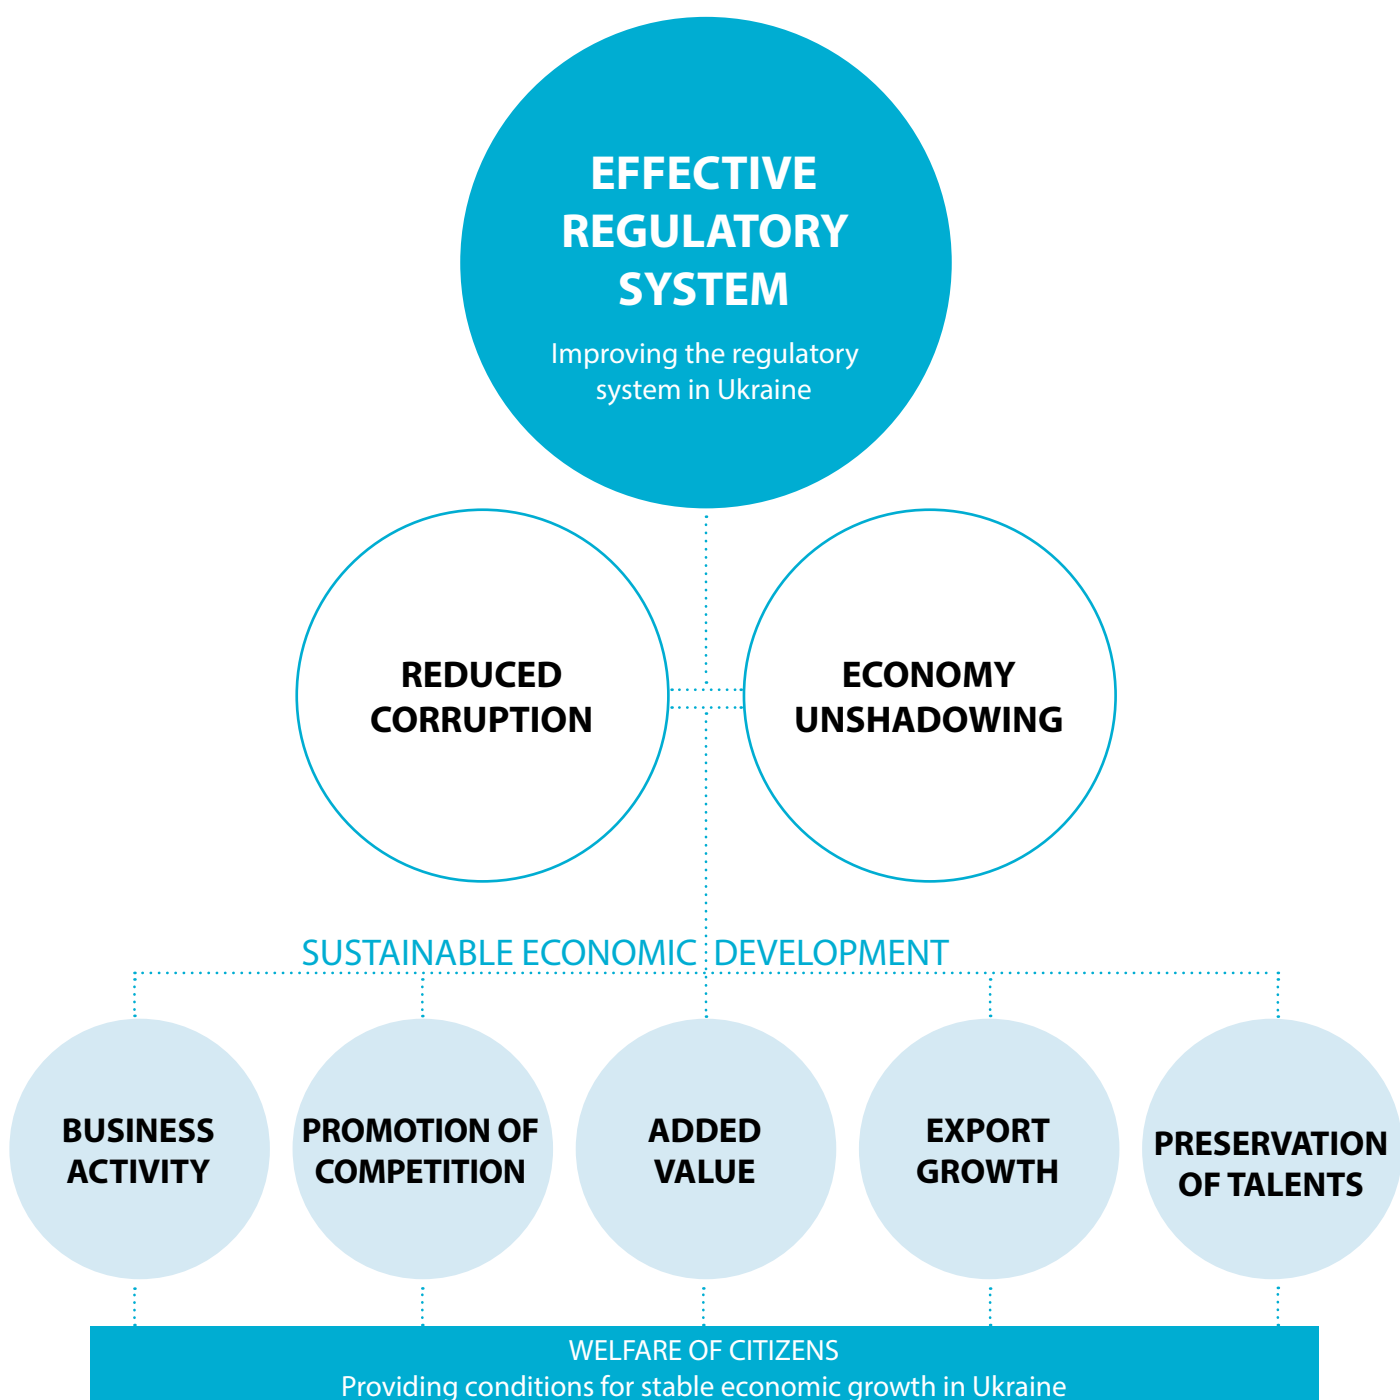 EFFECTIVE
REGULATORY
SYSTEM
Improving the regulatory
system in Ukraine
REDUCED
CORRUPTION
ECONOMY
UNSHADOWING
SUSTAINABLE ECONOMIC DEVELOPMENT
BUSINESS
ACTIVITY
PROMOTION OF
COMPETITION
ADDED
VALUE
EXPORT
GROWTH
PRESERVATION
OF TALENTS
WELFARE OF CITIZENS
Providing conditions for stable economic growth in Ukraine